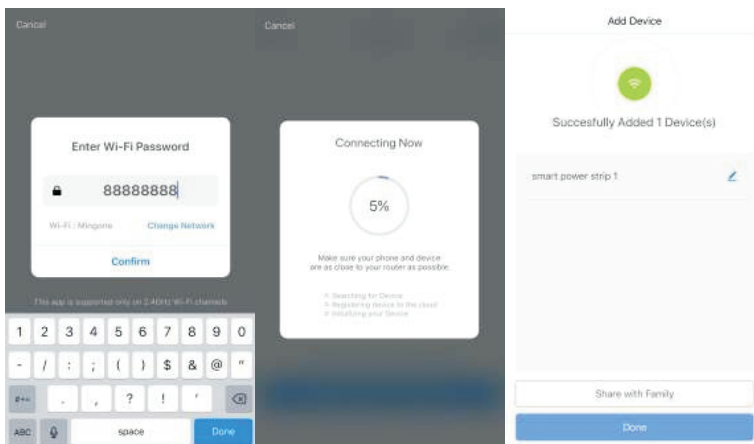 Cancel
Enter Wi-Fi Password
88888888
Wi-Fi : Mingone Change Network
Confirm
This app is supported only on 2.4GHz Wi-Fi channels
1 2 3 4 5 6 7 8 9 0
- / : ; ( ) $ & @ "
#+= . , ? ! '
ABC space Done
Cancel
Connecting Now
5%
Make sure your phone and device
are as close to your router as possible.
Searching for Device
Registering device to the cloud
Initializing your Device
Add Device
Succesfully Added 1 Device(s)
smart power strip 1
Share with Family
Done